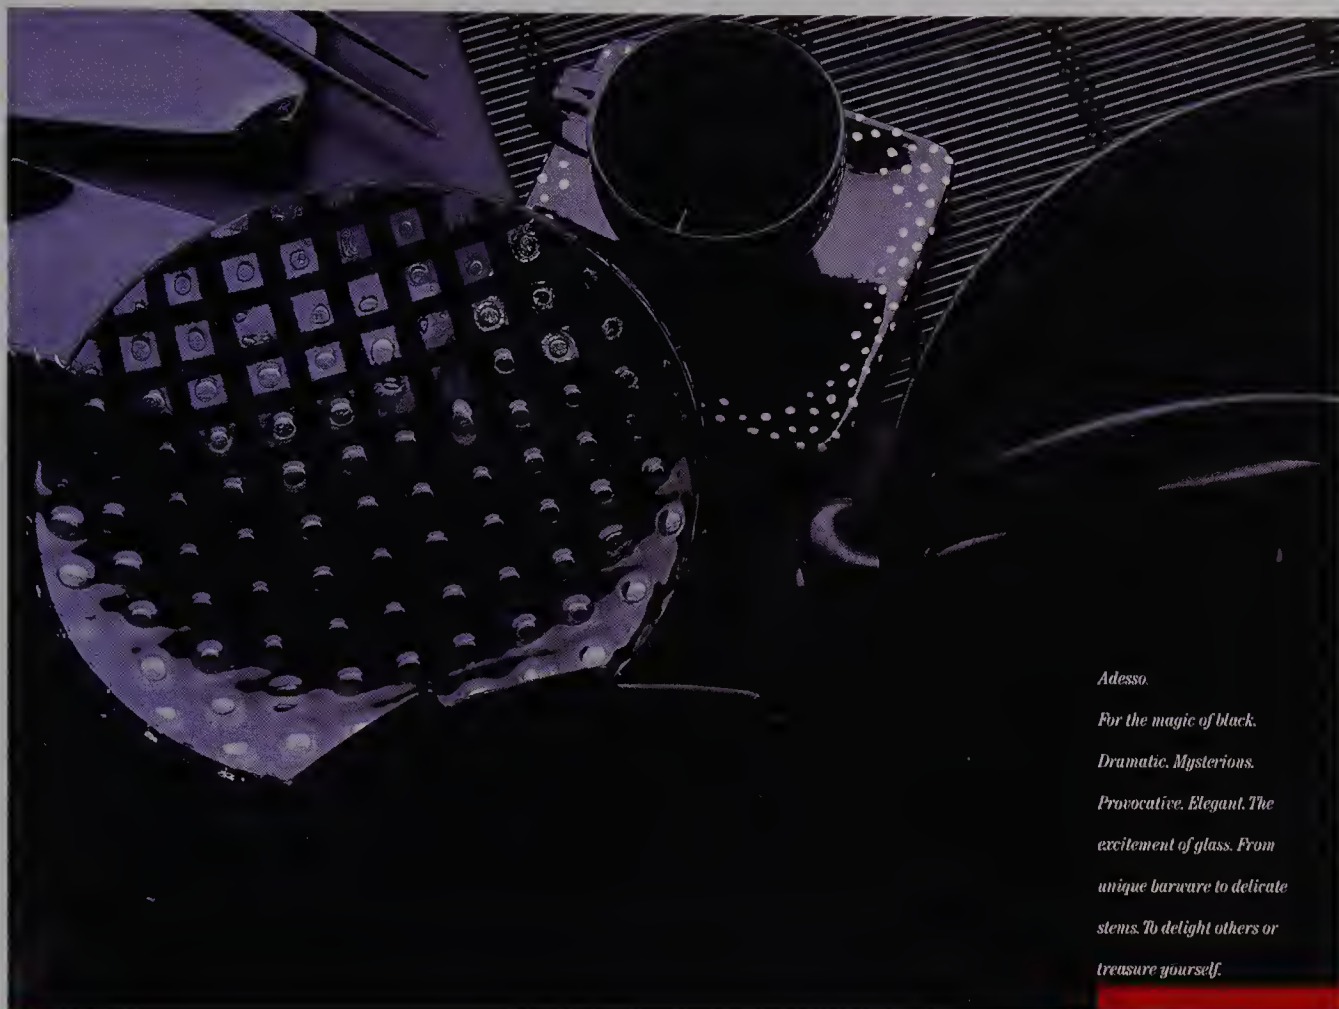 Adesso.
For the magic of black.
Dramatic. Mysterious.
Provocative. Elegant. The
excitement of glass. From
unique barware to delicate
stems. To delight others or
treasure yourself.